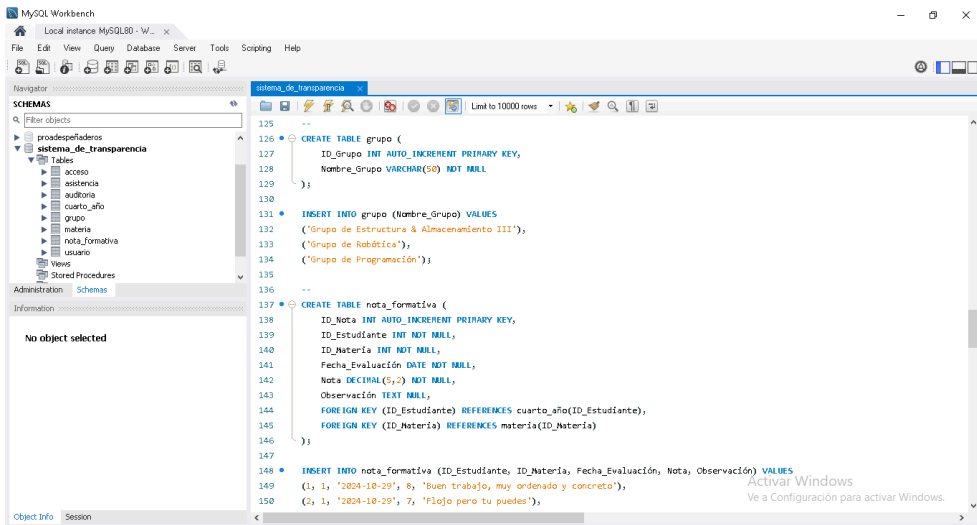 MySQL Workbench
Local instance MySQL80 - W... ×
File Edit View Query Database Server Tools Scripting Help
Navigator
SCHEMAS
Filter objects
proadespeñaderos
sistema_de_transparencia
Tables
acceso
asistencia
auditoria
cuarto_año
grupo
materia
nota_formativa
usuario
Views
Stored Procedures
Administration Schemas
Information
No object selected
Object Info Session
sistema_de_transparencia ×
Limit to 10000 rows
125 --
126 CREATE TABLE grupo (
127 ID_Grupo INT AUTO_INCREMENT PRIMARY KEY,
128 Nombre_Grupo VARCHAR(50) NOT NULL
129 );
130
131 INSERT INTO grupo (Nombre_Grupo) VALUES
132 ('Grupo de Estructura & Almacenamiento III'),
133 ('Grupo de Robótica'),
134 ('Grupo de Programación');
135
136 --
137 CREATE TABLE nota_formativa (
138 ID_Nota INT AUTO_INCREMENT PRIMARY KEY,
139 ID_Estudiante INT NOT NULL,
140 ID_Materia INT NOT NULL,
141 Fecha_Evaluación DATE NOT NULL,
142 Nota DECIMAL(5,2) NOT NULL,
143 Observación TEXT NULL,
144 FOREIGN KEY (ID_Estudiante) REFERENCES cuarto_año(ID_Estudiante),
145 FOREIGN KEY (ID_Materia) REFERENCES materia(ID_Materia)
146 );
147
148 INSERT INTO nota_formativa (ID_Estudiante, ID_Materia, Fecha_Evaluación, Nota, Observación) VALUES
149 (1, 1, '2024-10-29', 8, 'Buen trabajo, muy ordenado y concreto'),
150 (2, 1, '2024-10-29', 7, 'Flojo pero tu puedes'),
Activar Windows
Ve a Configuración para activar Windows.